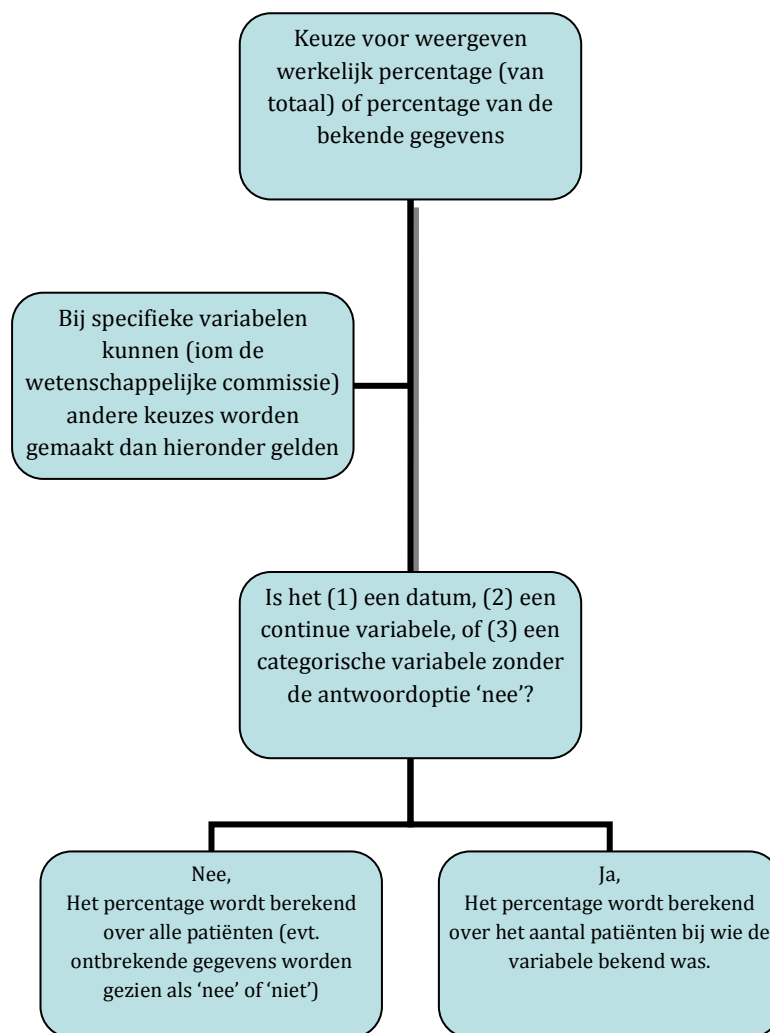 Keuze voor weergeven
werkelijk percentage (van
totaal) of percentage van de
bekende gegevens
Bij specifieke variabelen
kunnen (iom de
wetenschappelijke commissie)
andere keuzes worden
gemaakt dan hieronder gelden
Is het (1) een datum, (2) een
continue variabele, of (3) een
categorische variabele zonder
de antwoordoptie ‘nee’?
Nee,
Het percentage wordt berekend
over alle patiënten (evt.
ontbrekende gegevens worden
gezien als ‘nee’ of ‘niet’)
Ja,
Het percentage wordt berekend
over het aantal patiënten bij wie de
variabele bekend was.